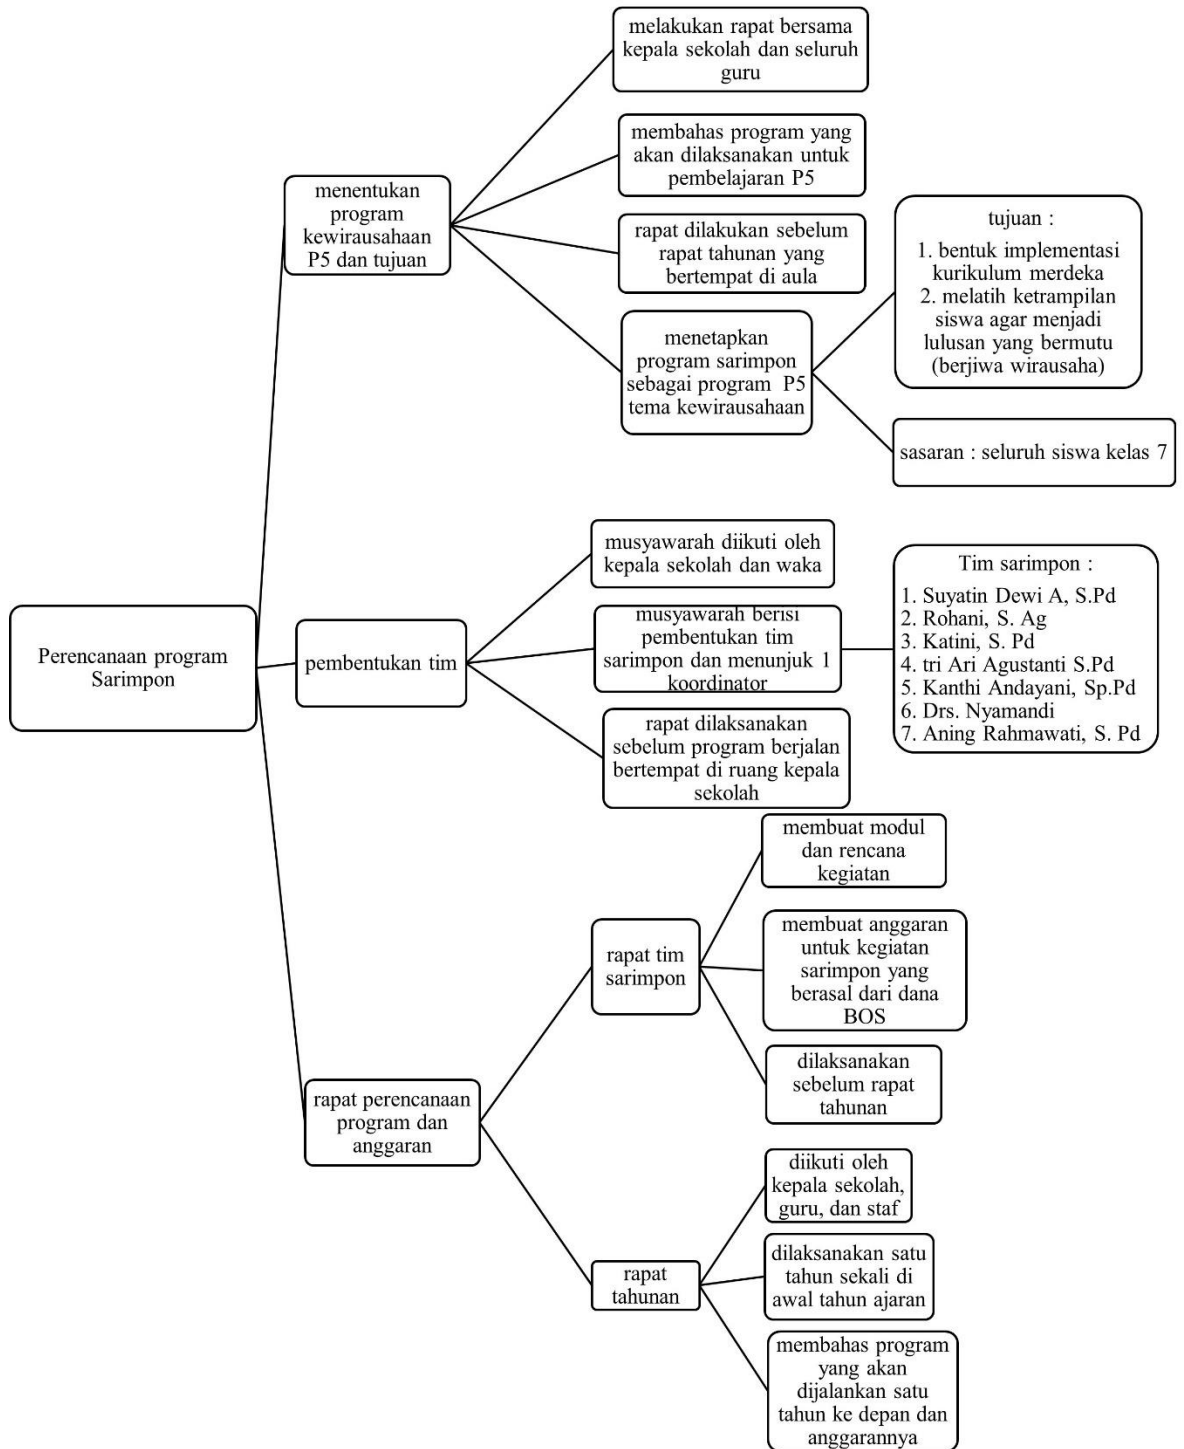 melakukan rapat bersama
kepala sekolah dan seluruh
guru
membahas program yang
akan dilaksanakan untuk
pembelajaran P5
menentukan
program
kewirausahaan
P5 dan tujuan
rapat dilakukan sebelum
rapat tahunan yang
bertempat di aula
menetapkan
program sarimpon
sebagai program P5
tema kewirausahaan
tujuan :
1. bentuk implementasi
kurikulum merdeka
2. melatih ketrampilan
siswa agar menjadi
lulusan yang bermutu
(berjiwa wirausaha)
sasaran : seluruh siswa kelas 7
Perencanaan program
Sarimpon
pembentukan tim
musyawarah diikuti oleh
kepala sekolah dan waka
musyawarah berisi
pembentukan tim
sarimpon dan menunjuk 1
koordinator
rapat dilaksanakan
sebelum program berjalan
bertempat di ruang kepala
sekolah
Tim sarimpon :
1. Suyatin Dewi A, S.Pd
2. Rohani, S. Ag
3. Katini, S. Pd
4. tri Ari Agustanti S.Pd
5. Kanthi Andayani, Sp.Pd
6. Drs. Nyamandi
7. Aning Rahmawati, S. Pd
rapat perencanaan
program dan
anggaran
rapat tim
sarimpon
membuat modul
dan rencana
kegiatan
membuat anggaran
untuk kegiatan
sarimpon yang
berasal dari dana
BOS
dilaksanakan
sebelum rapat
tahunan
rapat
tahunan
diikuti oleh
kepala sekolah,
guru, dan staf
dilaksanakan satu
tahun sekali di
awal tahun ajaran
membahas program
yang akan
dijalankan satu
tahun ke depan dan
anggarannya